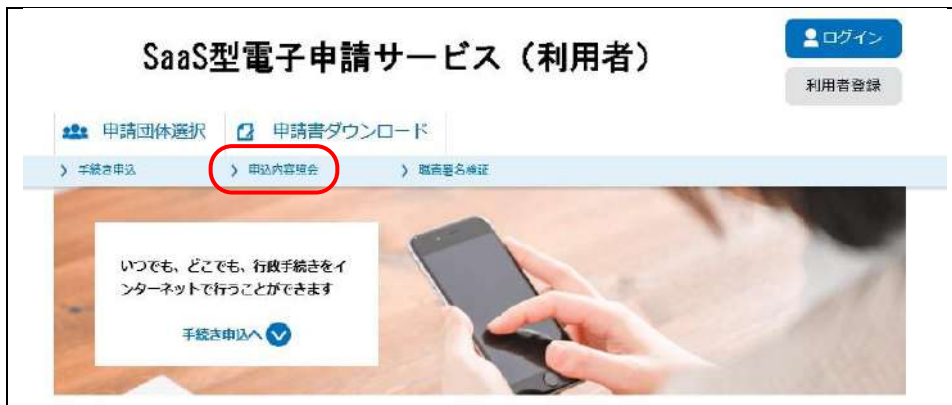 SaaS型電子申請サービス（利用者）
ログイン
利用者登録
申請団体選択
申請書ダウンロード
手続き申込
申込内容照会
職責署名検証
いつでも、どこでも、行政手続きをイ
ンターネットで行うことができます
手続き申込へ